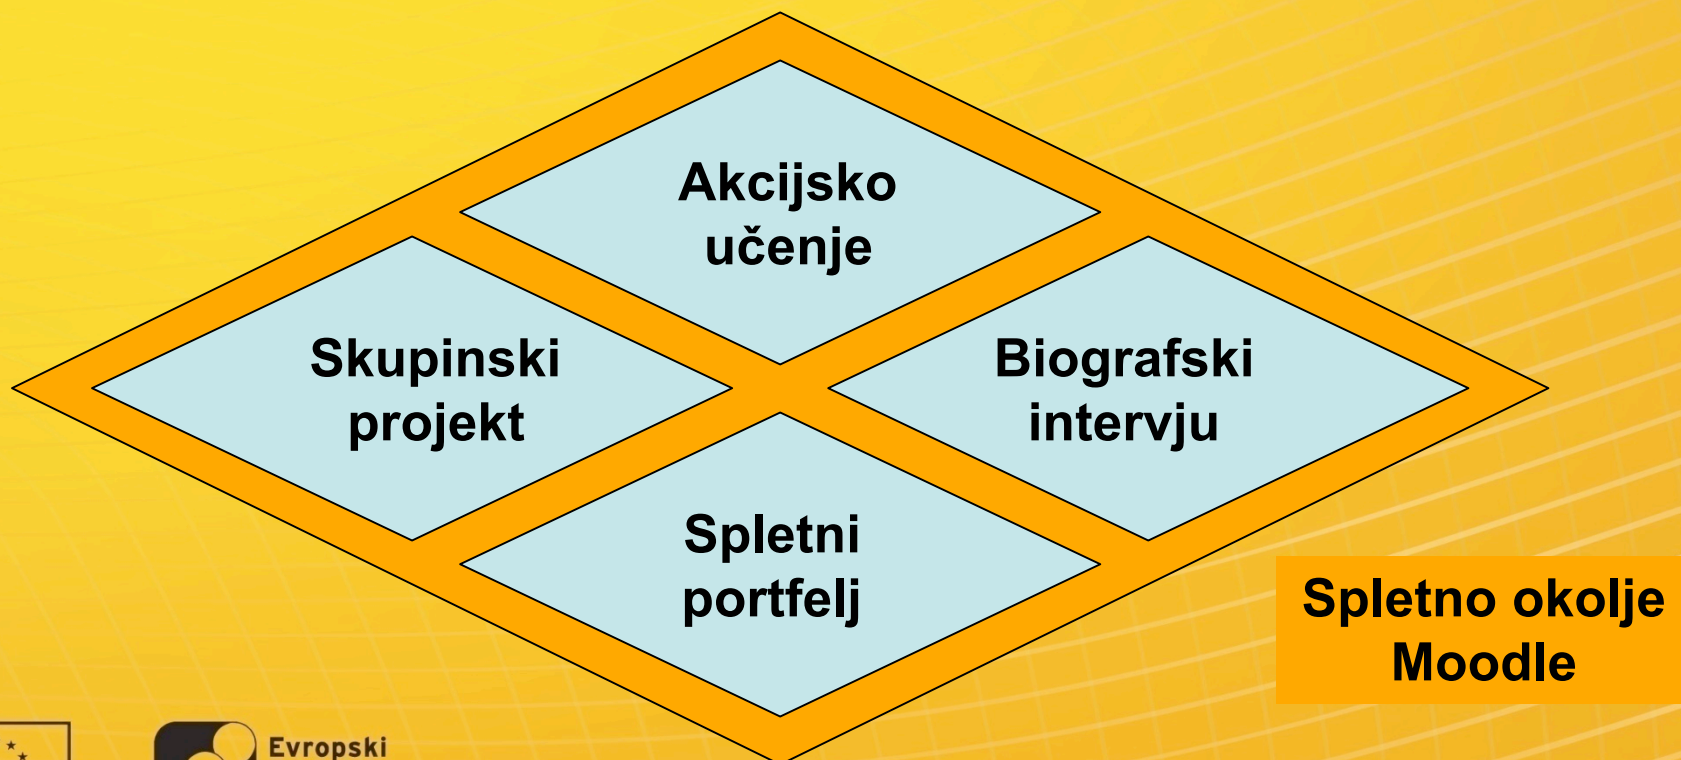 Akcijsko
učenje
Skupinski
projekt
Biografski
intervju
Spletni
portfelj
Spletno okolje
Moodle
Evropski